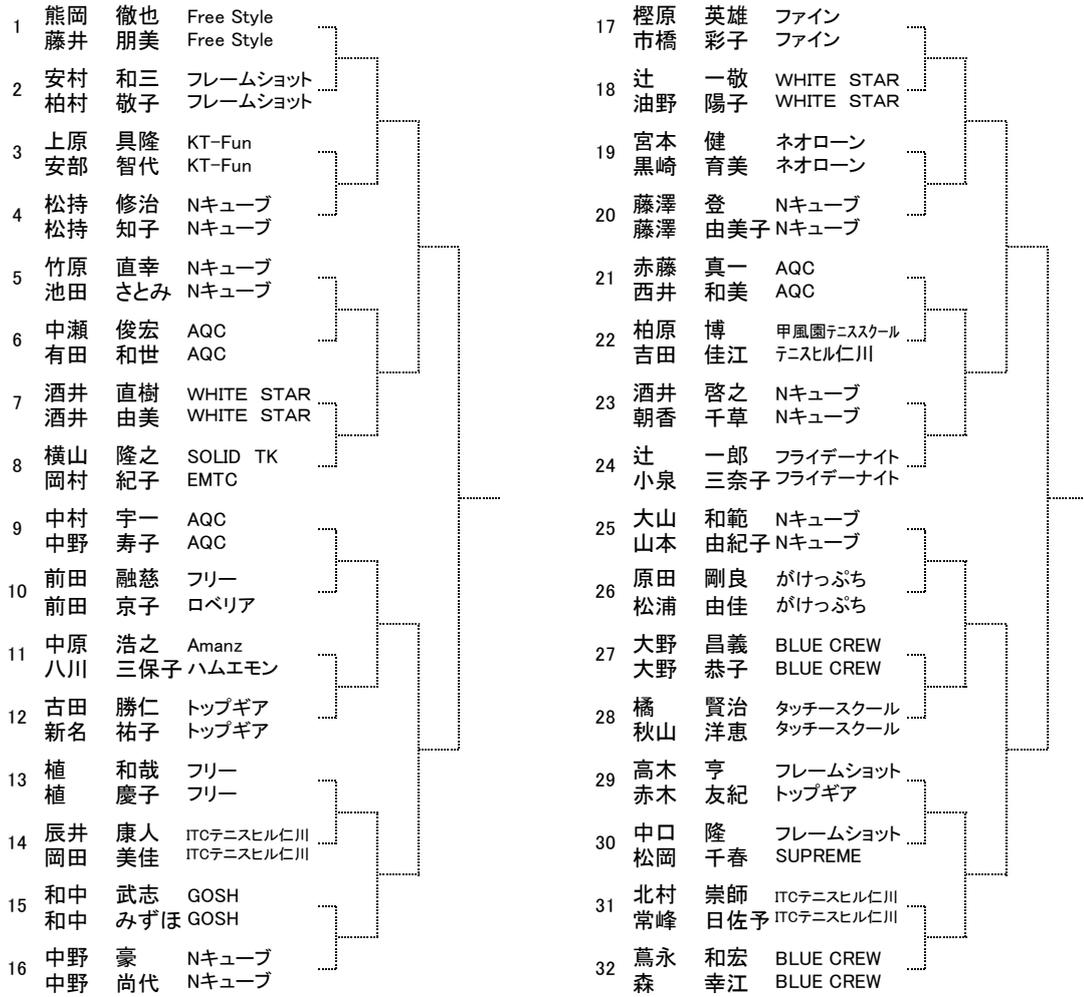 1 熊岡 徹也 Free Style
藤井 朋美 Free Style
2 安村 和三 フレームショット
柏村 敬子 フレームショット
3 上原 具隆 KT-Fun
安部 智代 KT-Fun
4 松持 修治 Nキューブ
松持 知子 Nキューブ
5 竹原 直幸 Nキューブ
池田 さとみ Nキューブ
6 中瀬 俊宏 AQC
有田 和世 AQC
7 酒井 直樹 WHITE STAR
酒井 由美 WHITE STAR
8 横山 隆之 SOLID TK
岡村 紀子 EMTC
9 中村 宇一 AQC
中野 寿子 AQC
10 前田 融慈 フリー
前田 京子 ロベリア
11 中原 浩之 Amanz
八川 三保子 ハムエモン
12 古田 勝仁 トップギア
新名 祐子 トップギア
13 植 和哉 フリー
植 慶子 フリー
14 辰井 康人 ITCテニスヒル仁川
岡田 美佳 ITCテニスヒル仁川
15 和中 武志 GOSH
和中 みずほ GOSH
16 中野 豪 Nキューブ
中野 尚代 Nキューブ
17 樫原 英雄 ファイン
市橋 彩子 ファイン
18 辻 一敬 WHITE STAR
油野 陽子 WHITE STAR
19 宮本 健 ネオローン
黒崎 育美 ネオローン
20 藤澤 登 Nキューブ
藤澤 由美子 Nキューブ
21 赤藤 真一 AQC
西井 和美 AQC
22 柏原 博 甲風園テニススクール
吉田 佳江 テニスヒル仁川
23 酒井 啓之 Nキューブ
朝香 千草 Nキューブ
24 辻 一郎 フライデーナイト
小泉 三奈子 フライデーナイト
25 大山 和範 Nキューブ
山本 由紀子 Nキューブ
26 原田 剛良 がけっぷち
松浦 由佳 がけっぷち
27 大野 昌義 BLUE CREW
大野 恭子 BLUE CREW
28 橘 賢治 タッチースクール
秋山 洋恵 タッチースクール
29 高木 亨 フレームショット
赤木 友紀 トップギア
30 中口 隆 フレームショット
松岡 千春 SUPREME
31 北村 崇師 ITCテニスヒル仁川
常峰 日佐予 ITCテニスヒル仁川
32 蔦永 和宏 BLUE CREW
森 幸江 BLUE CREW